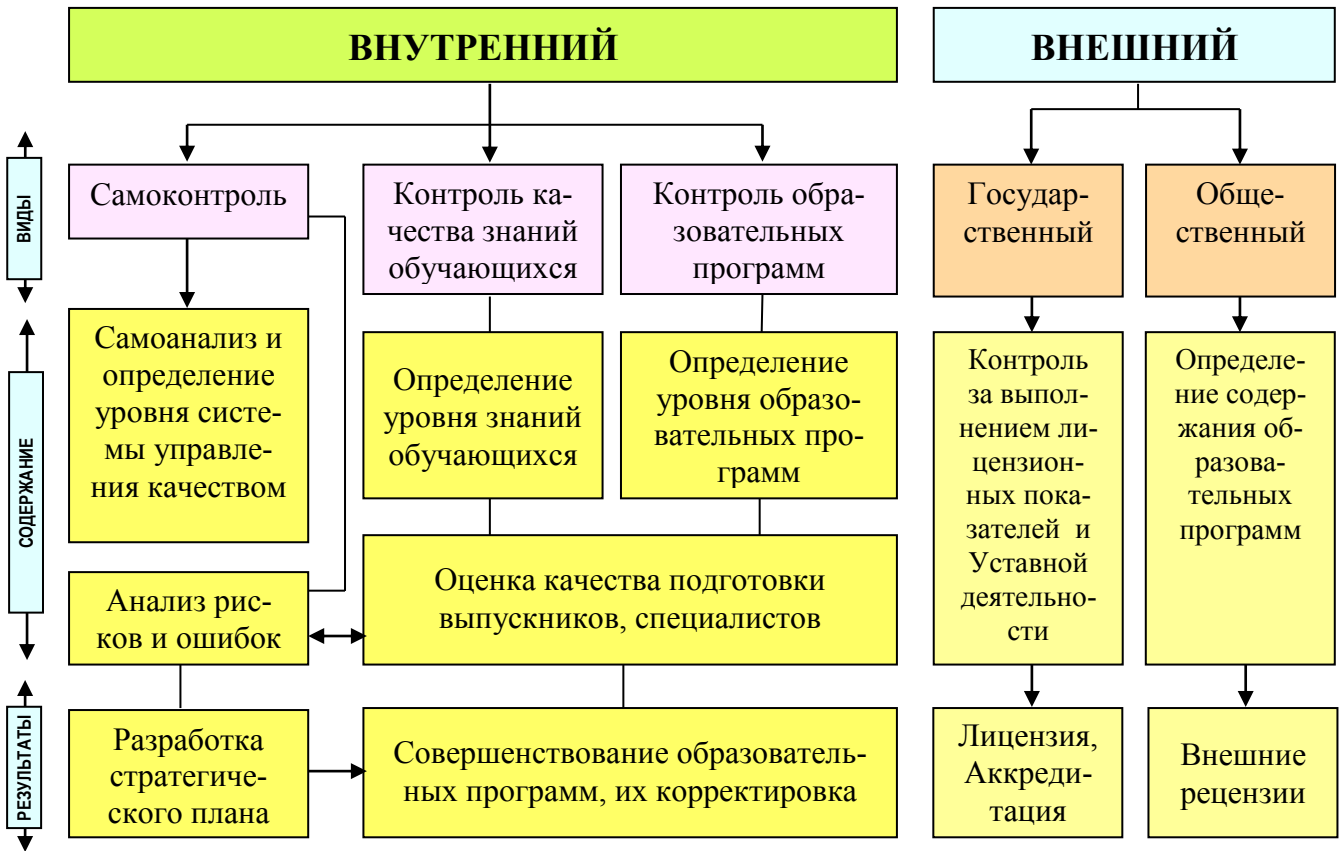 ВНУТРЕННИЙ
ВНЕШНИЙ
ВИДЫ
Самоконтроль
Контроль ка-
чества знаний
обучающихся
Контроль обра-
зовательных
программ
Государ-
ственный
Обще-
ственный
СОДЕРЖАНИЕ
Самоанализ и
определение
уровня систе-
мы управле-
ния качеством
Определение
уровня знаний
обучающихся
Определение
уровня образо-
вательных про-
грамм
Контроль
за выпол-
нением ли-
цензион-
ных пока-
зателей и
Уставной
деятельно-
сти
Определе-
ние содер-
жания об-
разова-
тельных
программ
Анализ рис-
ков и ошибок
Оценка качества подготовки
выпускников, специалистов
РЕЗУЛЬТАТЫ
Разработка
стратегиче-
ского плана
Совершенствование образователь-
ных программ, их корректировка
Лицензия,
Аккреди-
тация
Внешние
рецензии